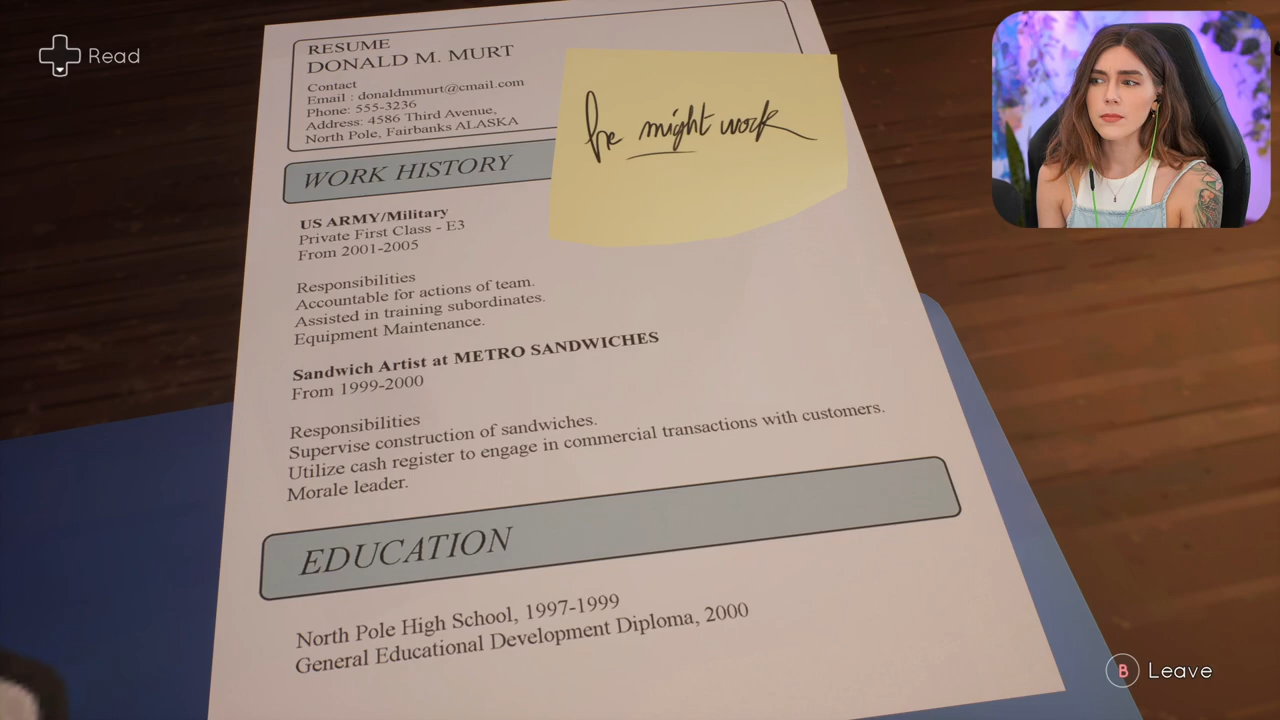 Read
RESUME
DONALD M. MURT
Contact
Email : donaldmmurt@cmail.com
Phone: 555-3236
Address: 4586 Third Avenue,
North Pole, Fairbanks ALASKA
he might work
WORK HISTORY
US ARMY/Military
Private First Class - E3
From 2001-2005
Responsibilities
Accountable for actions of team.
Assisted in training subordinates.
Equipment Maintenance.
Sandwich Artist at METRO SANDWICHES
From 1999-2000
Responsibilities
Supervise construction of sandwiches.
Utilize cash register to engage in commercial transactions with customers.
Morale leader.
EDUCATION
North Pole High School, 1997-1999
General Educational Development Diploma, 2000
B Leave